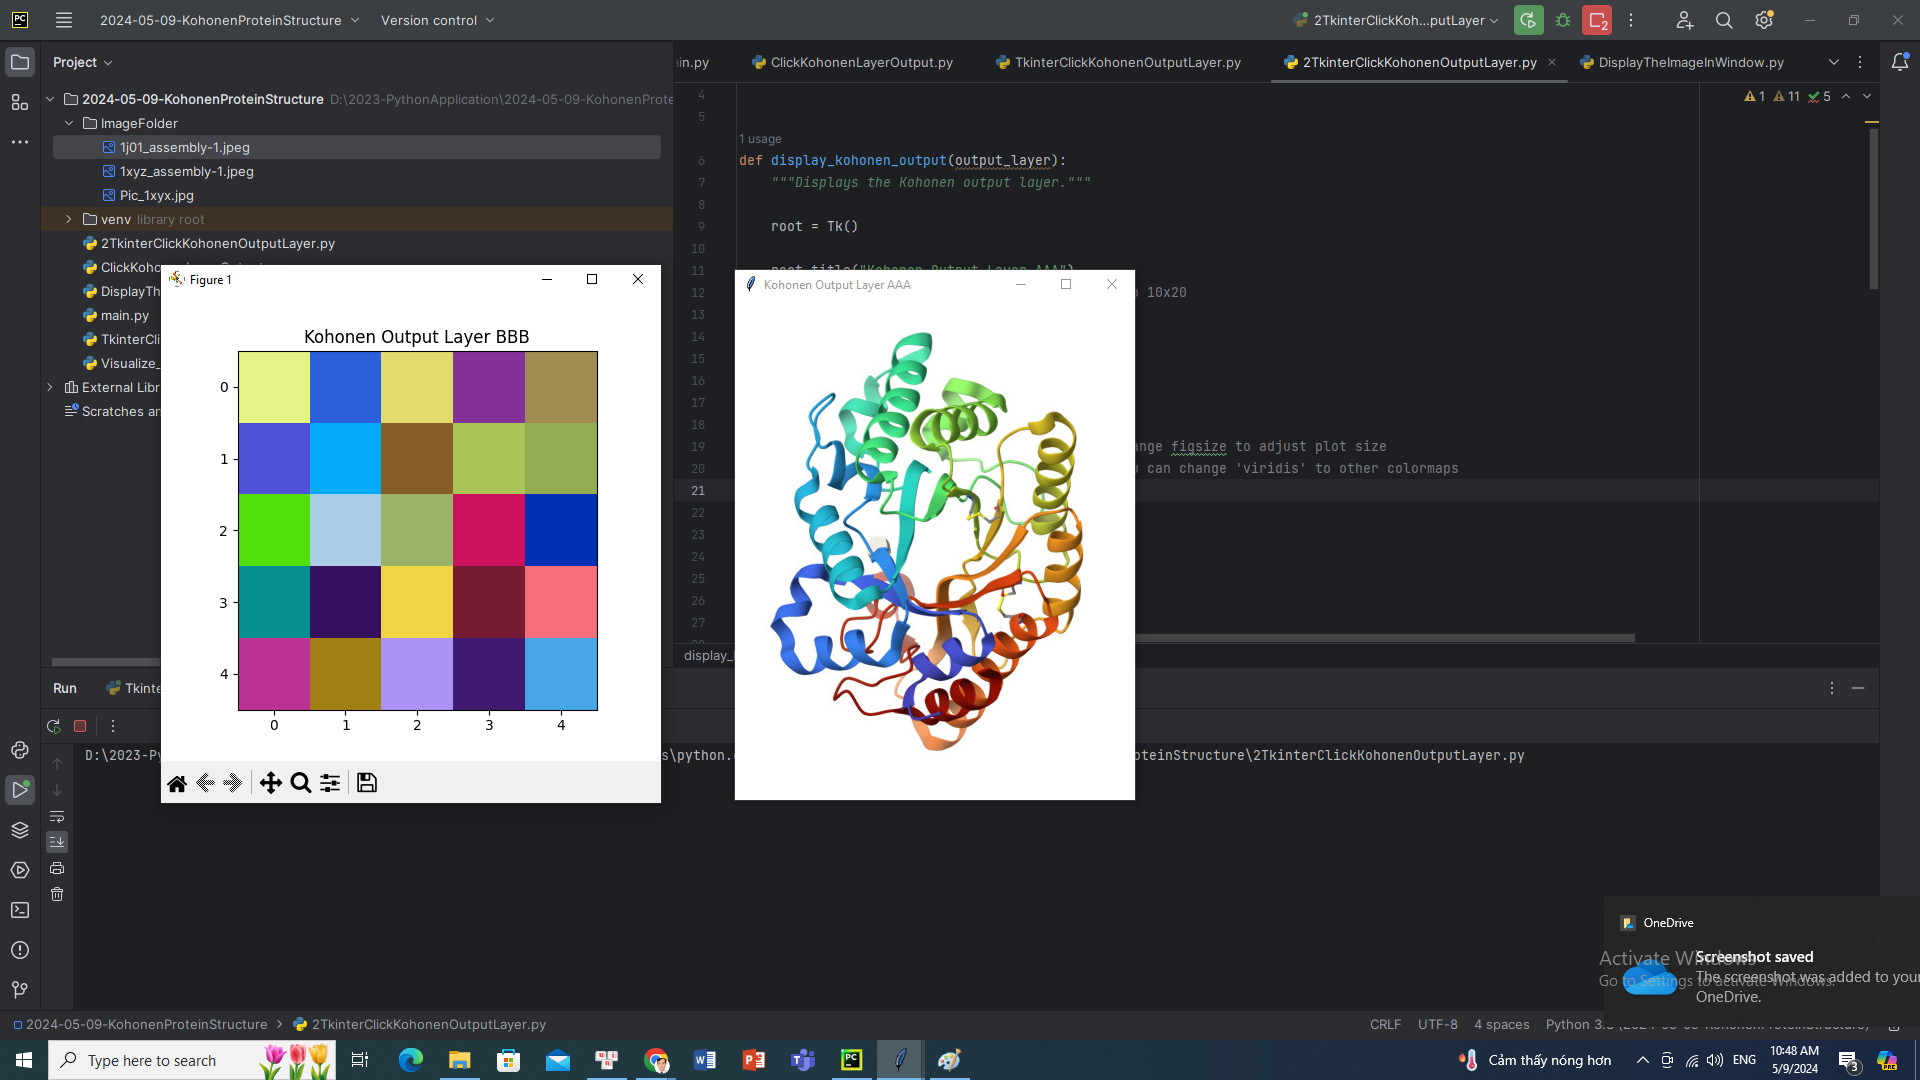 PC
2024-05-09-KohonenProteinStructure
Version control
2TkinterClickKoh...putLayer
2
Project
in.py
ClickKohonenLayerOutput.py
TkinterClickKohonenOutputLayer.py
2TkinterClickKohonenOutputLayer.py
DisplayTheImageInWindow.py
2024-05-09-KohonenProteinStructure D:\2023-PythonApplication\2024-05-09-KohonenProte
ImageFolder
1j01_assembly-1.jpeg
1xyz_assembly-1.jpeg
Pic_1xyx.jpg
venv library root
2TkinterClickKohonenOutputLayer.py
ClickKoho
DisplayTh
main.py
TkinterCli
Visualize_
External Libr
Scratches a
4
5
1 11 5
1 usage
6 def display_kohonen_output(output_layer):
7 """Displays the Kohonen output layer."""
8
9 root = Tk()
10
11 root.title("Kohonen Output Layer AAA")
12 10x20
13
14
15
16
17
18
19 ange figsize to adjust plot size
20 u can change 'viridis' to other colormaps
21
22
23
24
25
26
27
display_
Figure 1
Kohonen Output Layer BBB
0
1
2
3
4
0 1 2 3 4
Kohonen Output Layer AAA
Run
Tkinte
D:\2023-Py s\python. oteinStructure\2TkinterClickKohonenOutputLayer.py
OneDrive
Screenshot saved
The screenshot was added to your
OneDrive.
Activate Windows
Go to Settings to activate Windows.
2024-05-09-KohonenProteinStructure > 2TkinterClickKohonenOutputLayer.py
CRLF UTF-8 4 spaces Python 3.
Type here to search
Cảm thấy nóng hơn
ENG
10:48 AM
5/9/2024
3